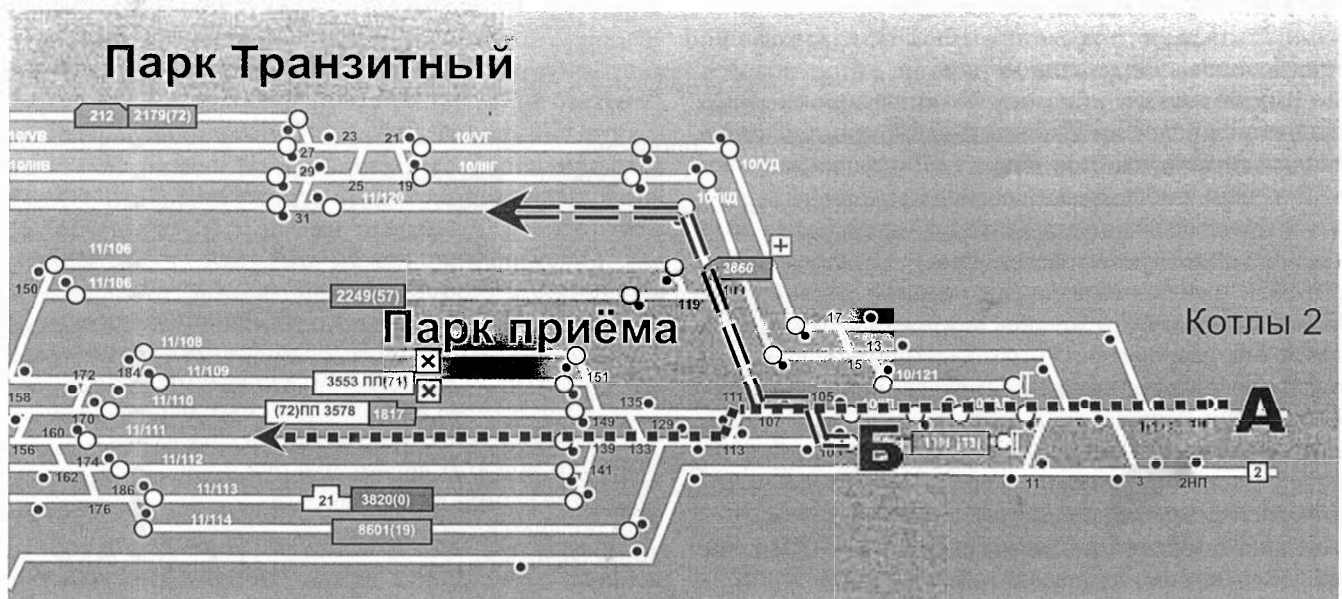 Парк Транзитный
212 2179(72)
10/VВ 27 23 21 10/VГ 10/VД
10/IIIВ 29 25 19 10/IIIГ 10/IIIД
31 11/120
11/106
3860
150 11/106
2249(57) 119
Парк приёма
17 Котлы 2
11/108 13
15
172 184 11/109 3553 ПП(71) 151 10/121
158 170 11/110 (72)ПП 3578 1817 149 135 111 107 105 А
160 11/111 129
156 174 11/112 139 133 113 103 Б
162 186 141
176 11/113 21 3820(0) 11 3 2НП 2
11/114 8601(19)